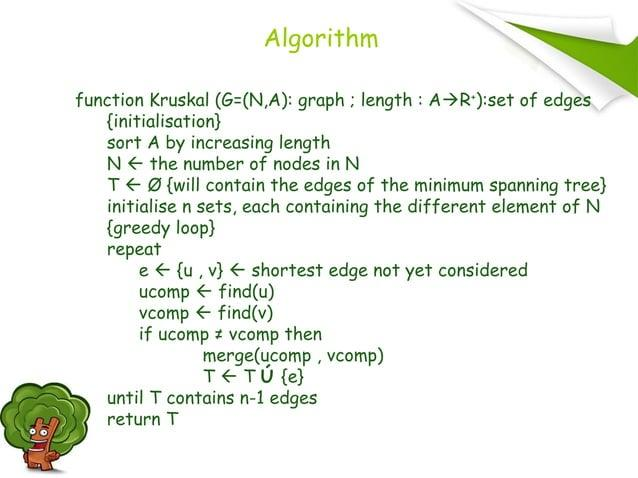 Algorithm
function Kruskal (G=(N,A): graph ; length : A→R⁺):set of edges
{initialisation}
sort A by increasing length
N ← the number of nodes in N
T ← Ø {will contain the edges of the minimum spanning tree}
initialise n sets, each containing the different element of N
{greedy loop}
repeat
e ← {u , v} ← shortest edge not yet considered
ucomp ← find(u)
vcomp ← find(v)
if ucomp ≠ vcomp then
merge(ucomp , vcomp)
T ← T Ú {e}
until T contains n-1 edges
return T